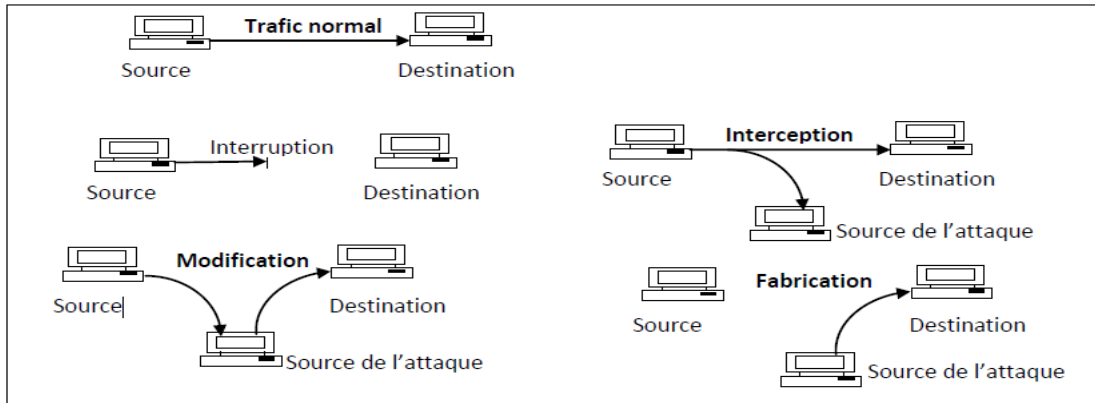 Trafic normal
Source
Destination
Interruption
Source
Destination
Interception
Source
Destination
Source de l’attaque
Modification
Source
Destination
Source de l’attaque
Fabrication
Source
Destination
Source de l’attaque